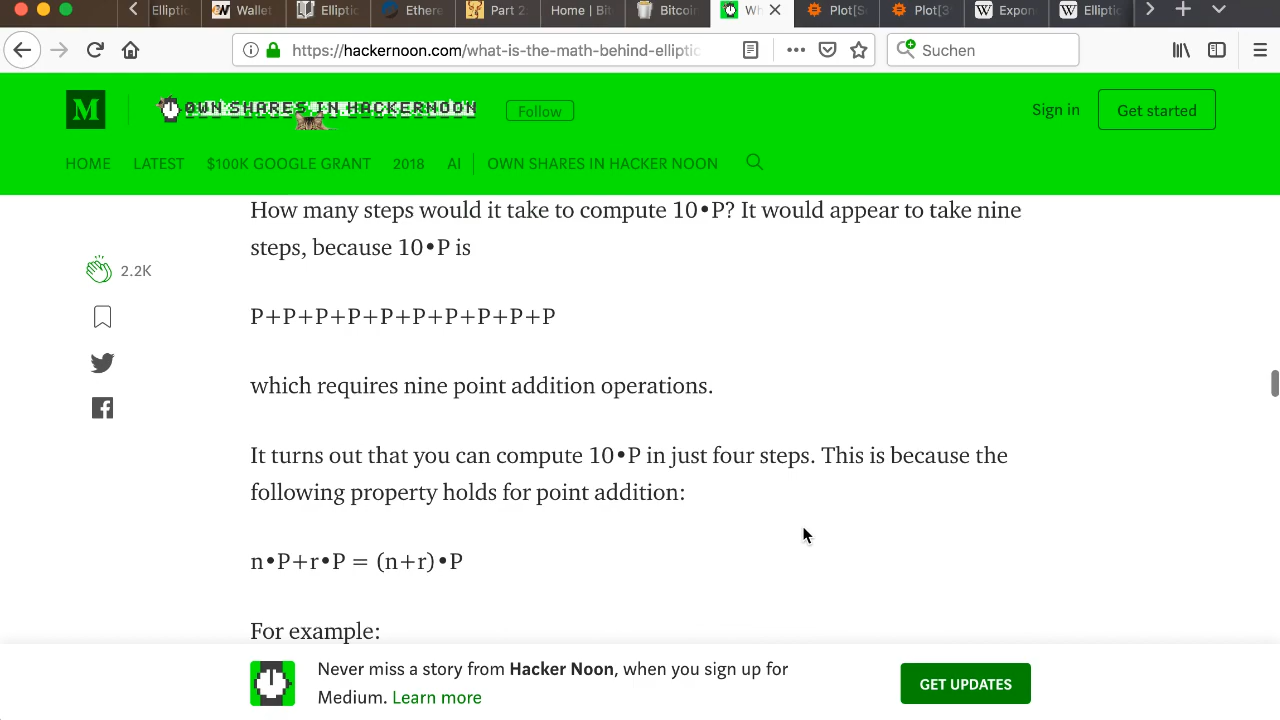 Elliptic
Wallet
Elliptic
Ethere
Part 2
Home | Bit
Bitcoin
Wh
Plot[S
Plot[3
Expon
Elliptic
https://hackernoon.com/what-is-the-math-behind-elliptic
Suchen
M
OWN SHARES IN HACKERNOON
Follow
Sign in
Get started
HOME LATEST $100K GOOGLE GRANT 2018 AI OWN SHARES IN HACKER NOON
How many steps would it take to compute 10•P? It would appear to take nine
steps, because 10•P is
2.2K
P+P+P+P+P+P+P+P+P+P
which requires nine point addition operations.
It turns out that you can compute 10•P in just four steps. This is because the
following property holds for point addition:
n•P+r•P = (n+r)•P
For example:
Never miss a story from Hacker Noon, when you sign up for
Medium. Learn more
GET UPDATES